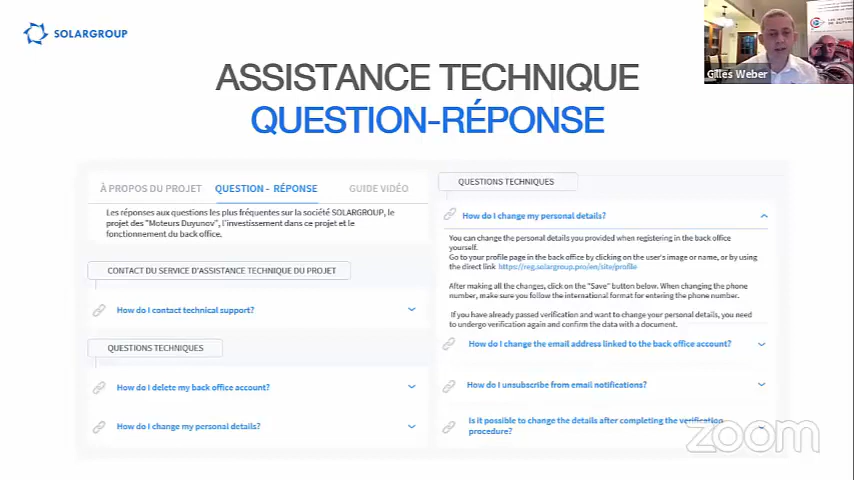 SOLARGROUP
Gilles Weber
ASSISTANCE TECHNIQUE
QUESTION-RÉPONSE
À PROPOS DU PROJET
QUESTION - RÉPONSE
GUIDE VIDÉO
Les réponses aux questions les plus fréquentes sur la société SOLARGROUP, le
projet des "Moteurs Duyunov", l'investissement dans ce projet et le
fonctionnement du back office.
CONTACT DU SERVICE D'ASSISTANCE TECHNIQUE DU PROJET
How do I contact technical support?
QUESTIONS TECHNIQUES
How do I delete my back office account?
How do I change my personal details?
QUESTIONS TECHNIQUES
How do I change my personal details?
You can change the personal details you provided when registering in the back office
yourself.
Go to your profile page in the back office by clicking on the user's image or name, or by using
the direct link https://reg.solargroup.pro/en/site/profile
After making all the changes, click on the "Save" button below. When changing the phone
number, make sure you follow the international format for entering the phone number.
If you have already passed verification and want to change your personal details, you need
to undergo verification again and confirm the data with a document.
How do I change the email address linked to the back office account?
How do I unsubscribe from email notifications?
Is it possible to change the details after completing the verification
procedure?
zoom